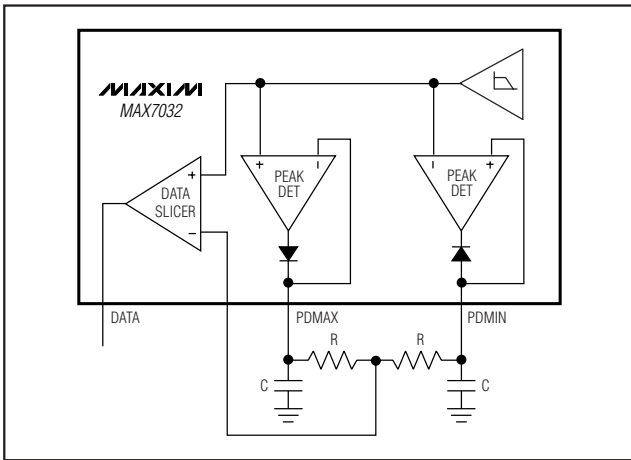 MAXIM
MAX7032
+
-
PEAK
DET
-
+
PEAK
DET
+
DATA
SLICER
-
DATA
PDMAX
PDMIN
R
R
C
C